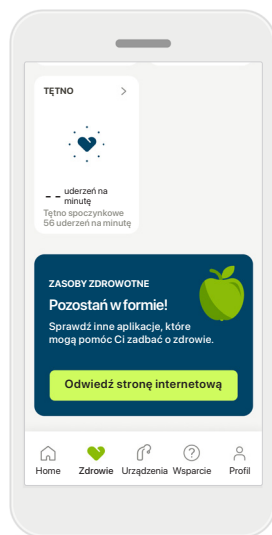 TĘTNO
-- uderzeń na
minutę
Tętno spoczynkowe
56 uderzeń na minutę
ZASOBY ZDROWOTNE
Pozostań w formie!
Sprawdź inne aplikacje, które
mogą pomóc Ci zadbać o zdrowie.
Odwiedź stronę internetową
Home Zdrowie Urządzenia Wsparcie Profil